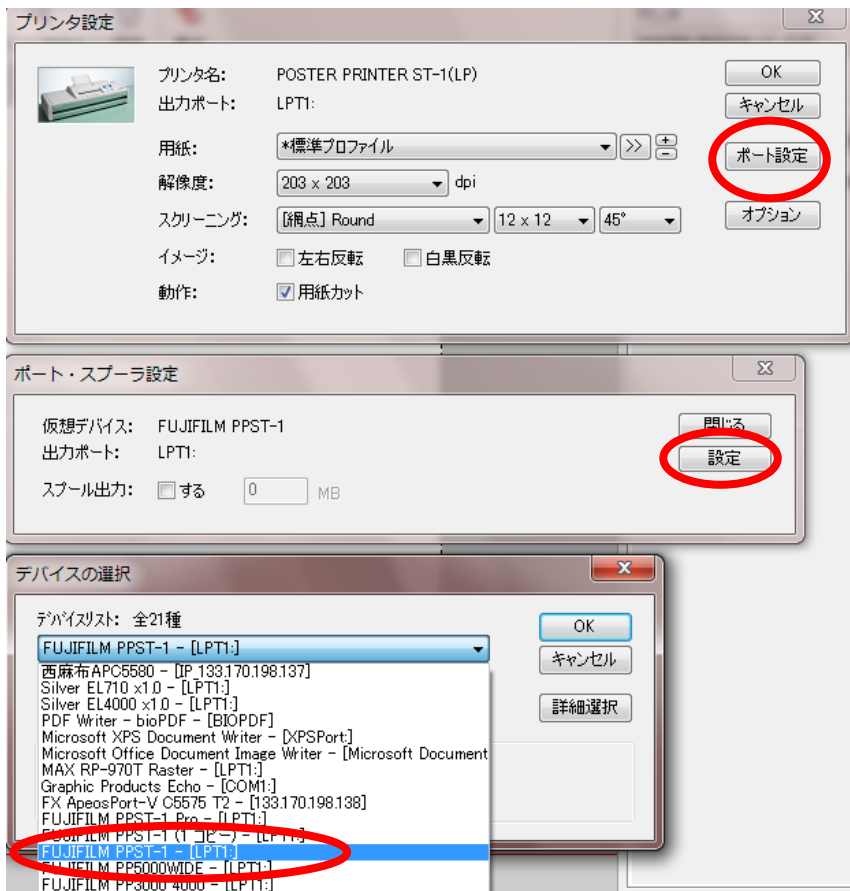 プリンタ設定
プリンタ名: POSTER PRINTER ST-1(LP)
OK
出力ポート: LPT1:
キャンセル
用紙: *標準プロファイル >> + -
ポート設定
解像度: 203 x 203 dpi
スクリーニング: [網点] Round 12 x 12 45°
オプション
イメージ: 左右反転 白黒反転
動作: 用紙カット
ポート・スプーラ設定
仮想デバイス: FUJIFILM PPST-1
閉じる
出力ポート: LPT1:
設定
スプール出力: する 0 MB
デバイスの選択
デバイスリスト: 全21種
OK
FUJIFILM PPST-1 - [LPT1:]
キャンセル
西麻布APC5580 - [IP_133.170.198.137]
Silver EL710 x1.0 - [LPT1:]
Silver EL4000 x1.0 - [LPT1:]
詳細選択
PDF Writer - bioPDF - [BIOPDF]
Microsoft XPS Document Writer - [XPSPort:]
Microsoft Office Document Image Writer - [Microsoft Document
MAX RP-970T Raster - [LPT1:]
Graphic Products Echo - [COM1:]
FX ApeosPort-V C5575 T2 - [133.170.198.138]
FUJIFILM PPST-1 Pro - [LPT1:]
FUJIFILM PPST-1 (1 コピー) - [LPT1:]
FUJIFILM PPST-1 - [LPT1:]
FUJIFILM PP5000WIDE - [LPT1:]
FUJIFILM PP3000 4000 - [LPT1:]